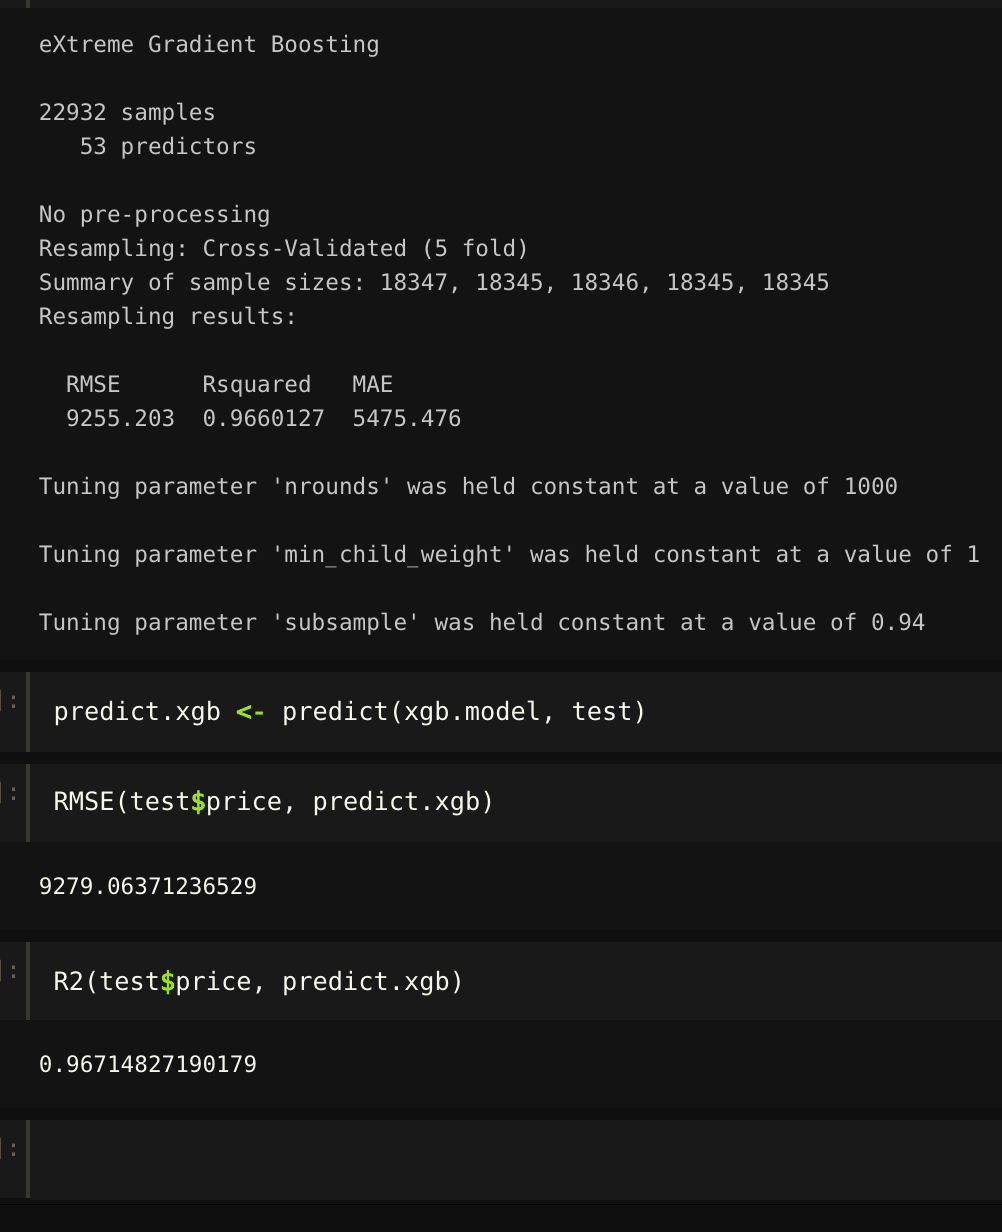 eXtreme Gradient Boosting
22932 samples
53 predictors
No pre-processing
Resampling: Cross-Validated (5 fold)
Summary of sample sizes: 18347, 18345, 18346, 18345, 18345
Resampling results:
RMSE Rsquared MAE
9255.203 0.9660127 5475.476
Tuning parameter 'nrounds' was held constant at a value of 1000
Tuning parameter 'min_child_weight' was held constant at a value of 1
Tuning parameter 'subsample' was held constant at a value of 0.94
]:
predict.xgb <- predict(xgb.model, test)
]:
RMSE(test$price, predict.xgb)
9279.06371236529
]:
R2(test$price, predict.xgb)
0.96714827190179
]: